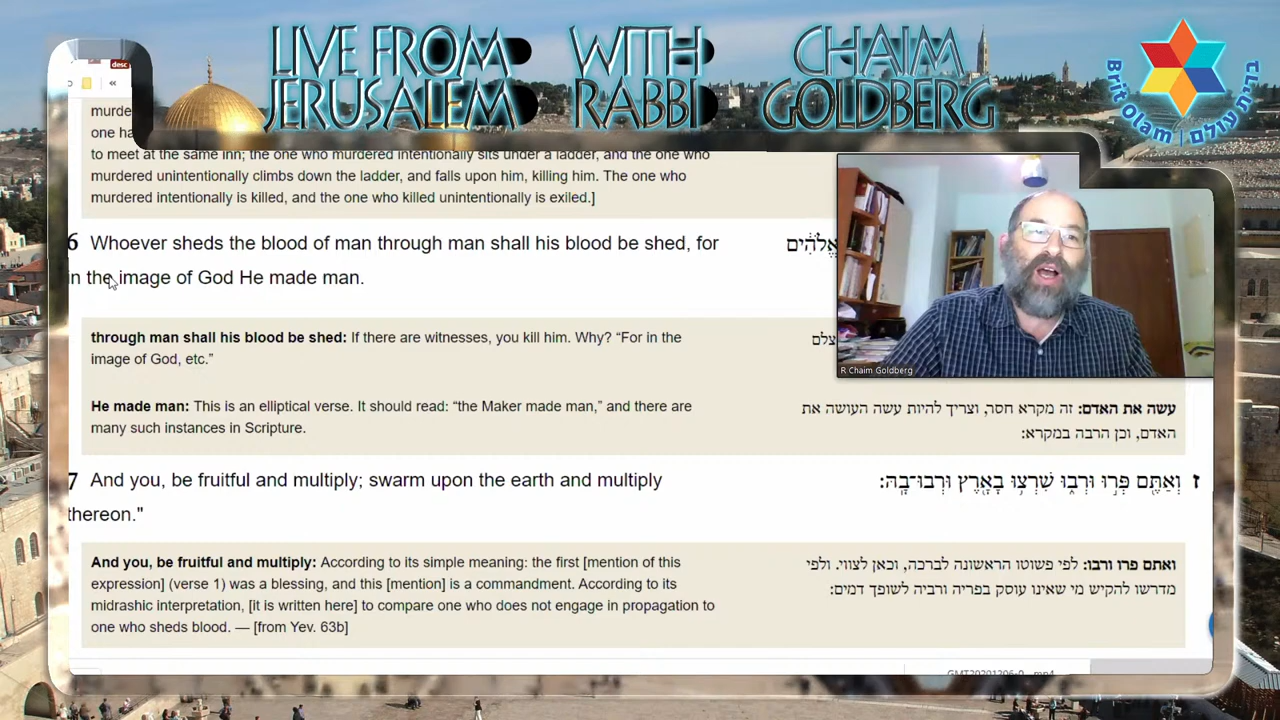 LIVE FROM WITH CHAIM
JERUSALEM RABBI GOLDBERG
Brit Olam | ברית עולם
desc
«
murde
one ha
to meet at the same inn; the one who murdered intentionally sits under a ladder, and the one who
murdered unintentionally climbs down the ladder, and falls upon him, killing him. The one who
murdered intentionally is killed, and the one who killed unintentionally is exiled.]
6 Whoever sheds the blood of man through man shall his blood be shed, for
in the image of God He made man.
אֱלֹהִ֔ים
through man shall his blood be shed: If there are witnesses, you kill him. Why? “For in the
image of God, etc.”
צלם
He made man: This is an elliptical verse. It should read: “the Maker made man,” and there are
many such instances in Scripture.
עשה את האדם: זה מקרא חסר, וצריך להיות עשה העושה את
האדם, וכן הרבה במקרא:
R Chaim Goldberg
7 And you, be fruitful and multiply; swarm upon the earth and multiply
thereon."
ז וְאַתֶּ֖ם פְּר֣וּ וּרְב֑וּ שִׁרְצ֥וּ בָאָ֖רֶץ וּרְבוּ־בָֽהּ:
And you, be fruitful and multiply: According to its simple meaning: the first [mention of this
expression] (verse 1) was a blessing, and this [mention] is a commandment. According to its
midrashic interpretation, [it is written here] to compare one who does not engage in propagation to
one who sheds blood. — [from Yev. 63b]
ואתם פרו ורבו: לפי פשוטו הראשונה לברכה, וכאן לצווי. ולפי
מדרשו להקיש מי שאינו עוסק בפריה ורביה לשופך דמים: